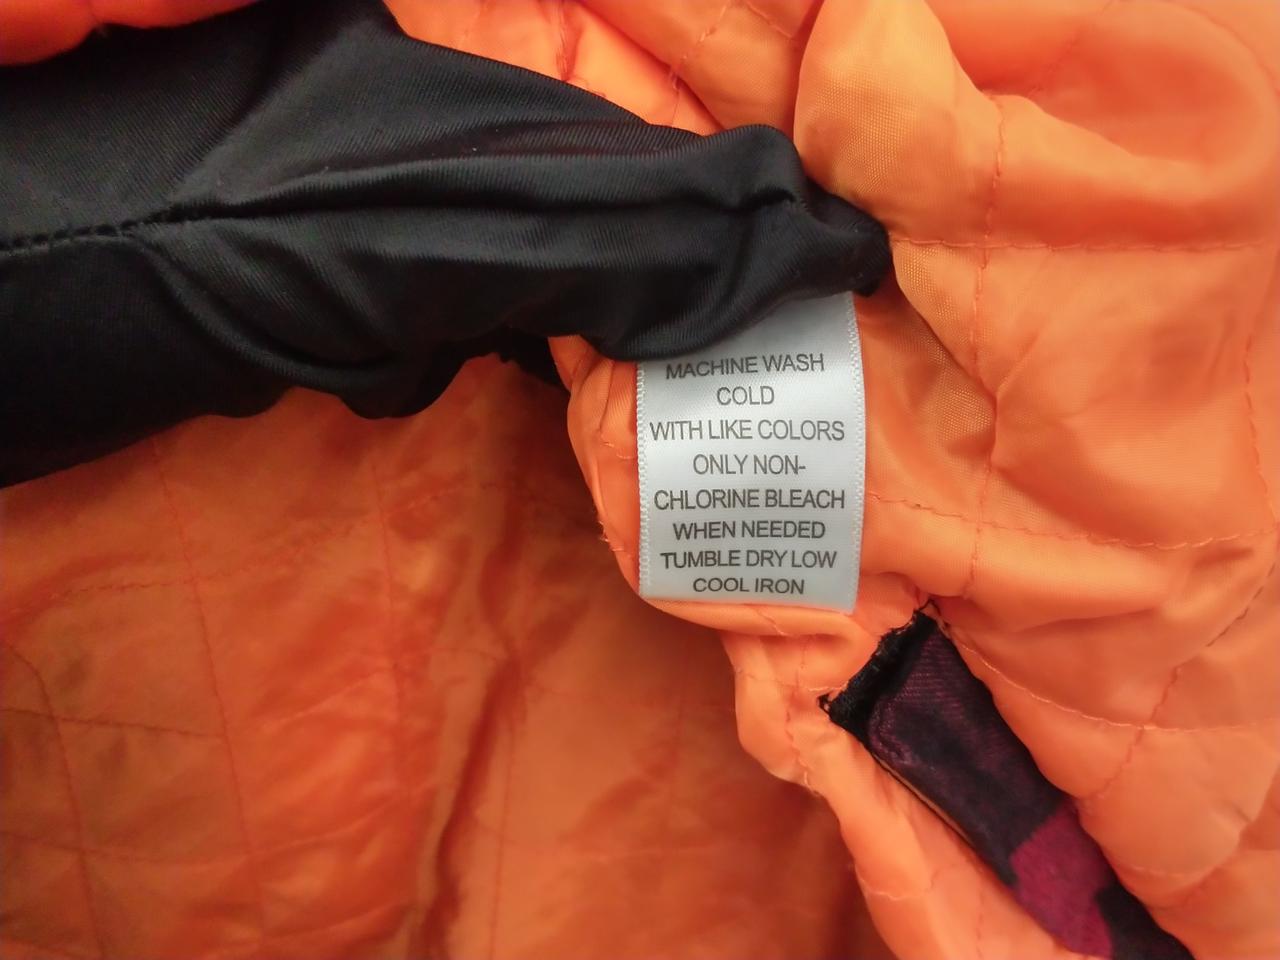 MACHINE WASH
COLD
WITH LIKE COLORS
ONLY NON-
CHLORINE BLEACH
WHEN NEEDED
TUMBLE DRY LOW
COOL IRON